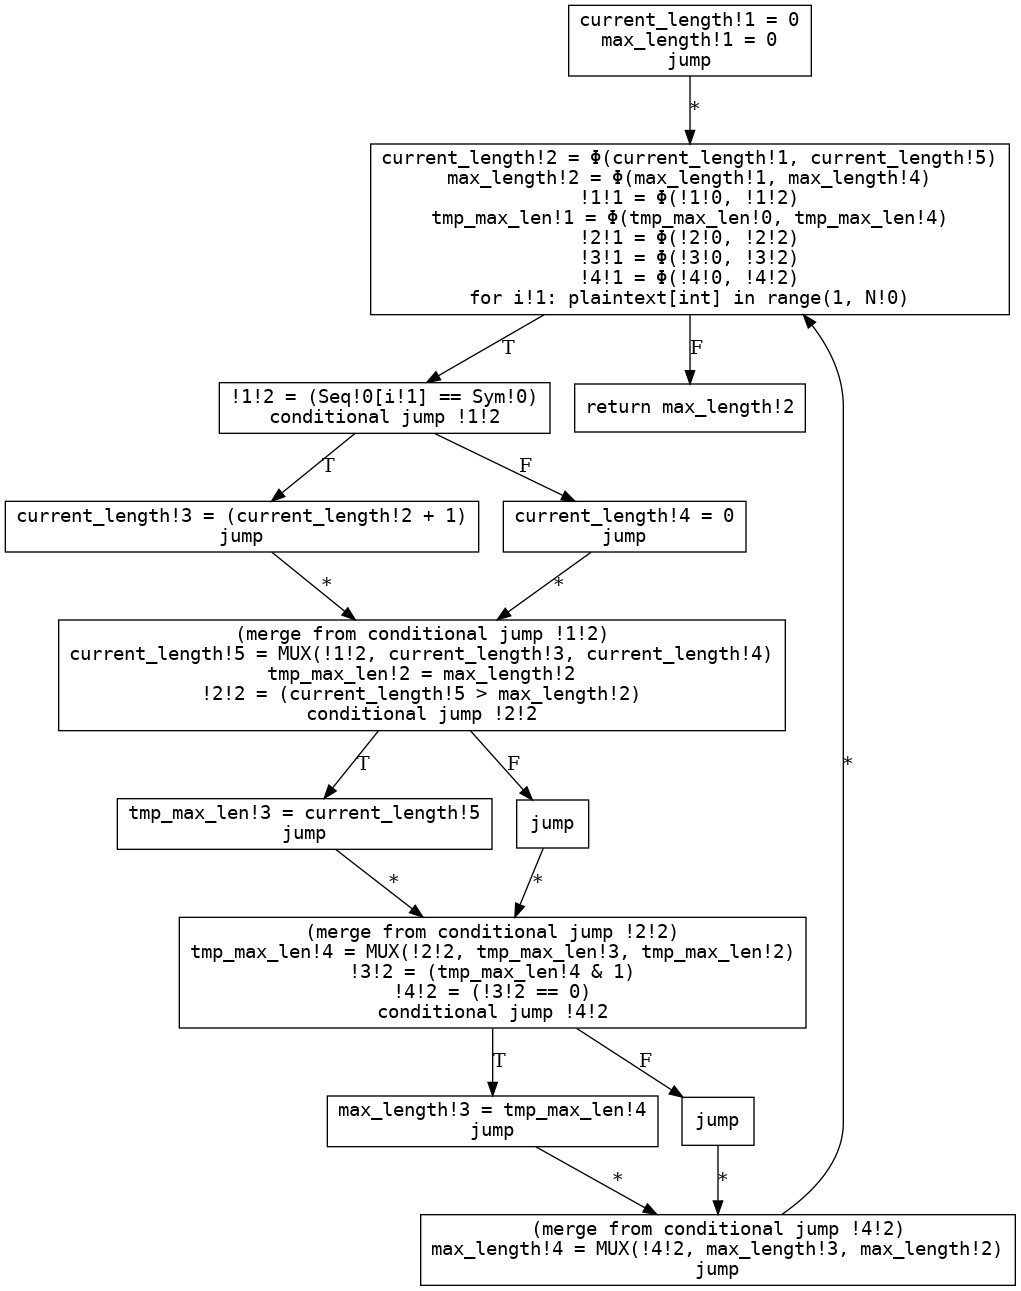 current_length!1 = 0
max_length!1 = 0
jump
*
current_length!2 = Φ(current_length!1, current_length!5)
max_length!2 = Φ(max_length!1, max_length!4)
!1!1 = Φ(!1!0, !1!2)
tmp_max_len!1 = Φ(tmp_max_len!0, tmp_max_len!4)
!2!1 = Φ(!2!0, !2!2)
!3!1 = Φ(!3!0, !3!2)
!4!1 = Φ(!4!0, !4!2)
for i!1: plaintext[int] in range(1, N!0)
T
F
!1!2 = (Seq!0[i!1] == Sym!0)
conditional jump !1!2
return max_length!2
T
F
current_length!3 = (current_length!2 + 1)
jump
current_length!4 = 0
jump
*
*
(merge from conditional jump !1!2)
current_length!5 = MUX(!1!2, current_length!3, current_length!4)
tmp_max_len!2 = max_length!2
!2!2 = (current_length!5 > max_length!2)
conditional jump !2!2
T
F
*
tmp_max_len!3 = current_length!5
jump
jump
*
*
(merge from conditional jump !2!2)
tmp_max_len!4 = MUX(!2!2, tmp_max_len!3, tmp_max_len!2)
!3!2 = (tmp_max_len!4 & 1)
!4!2 = (!3!2 == 0)
conditional jump !4!2
T
F
max_length!3 = tmp_max_len!4
jump
jump
*
*
(merge from conditional jump !4!2)
max_length!4 = MUX(!4!2, max_length!3, max_length!2)
jump